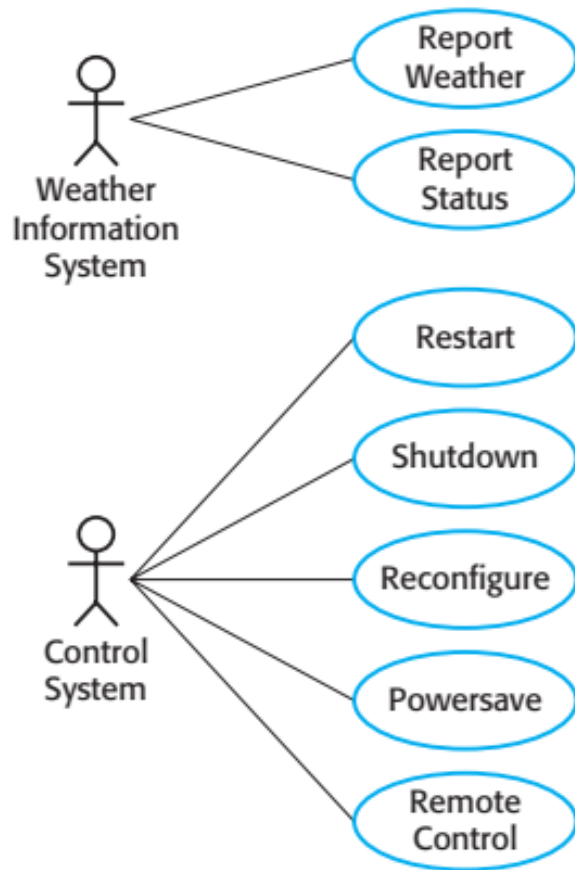 Report
Weather
Report
Status
Weather
Information
System
Restart
Shutdown
Reconfigure
Powersave
Remote
Control
Control
System